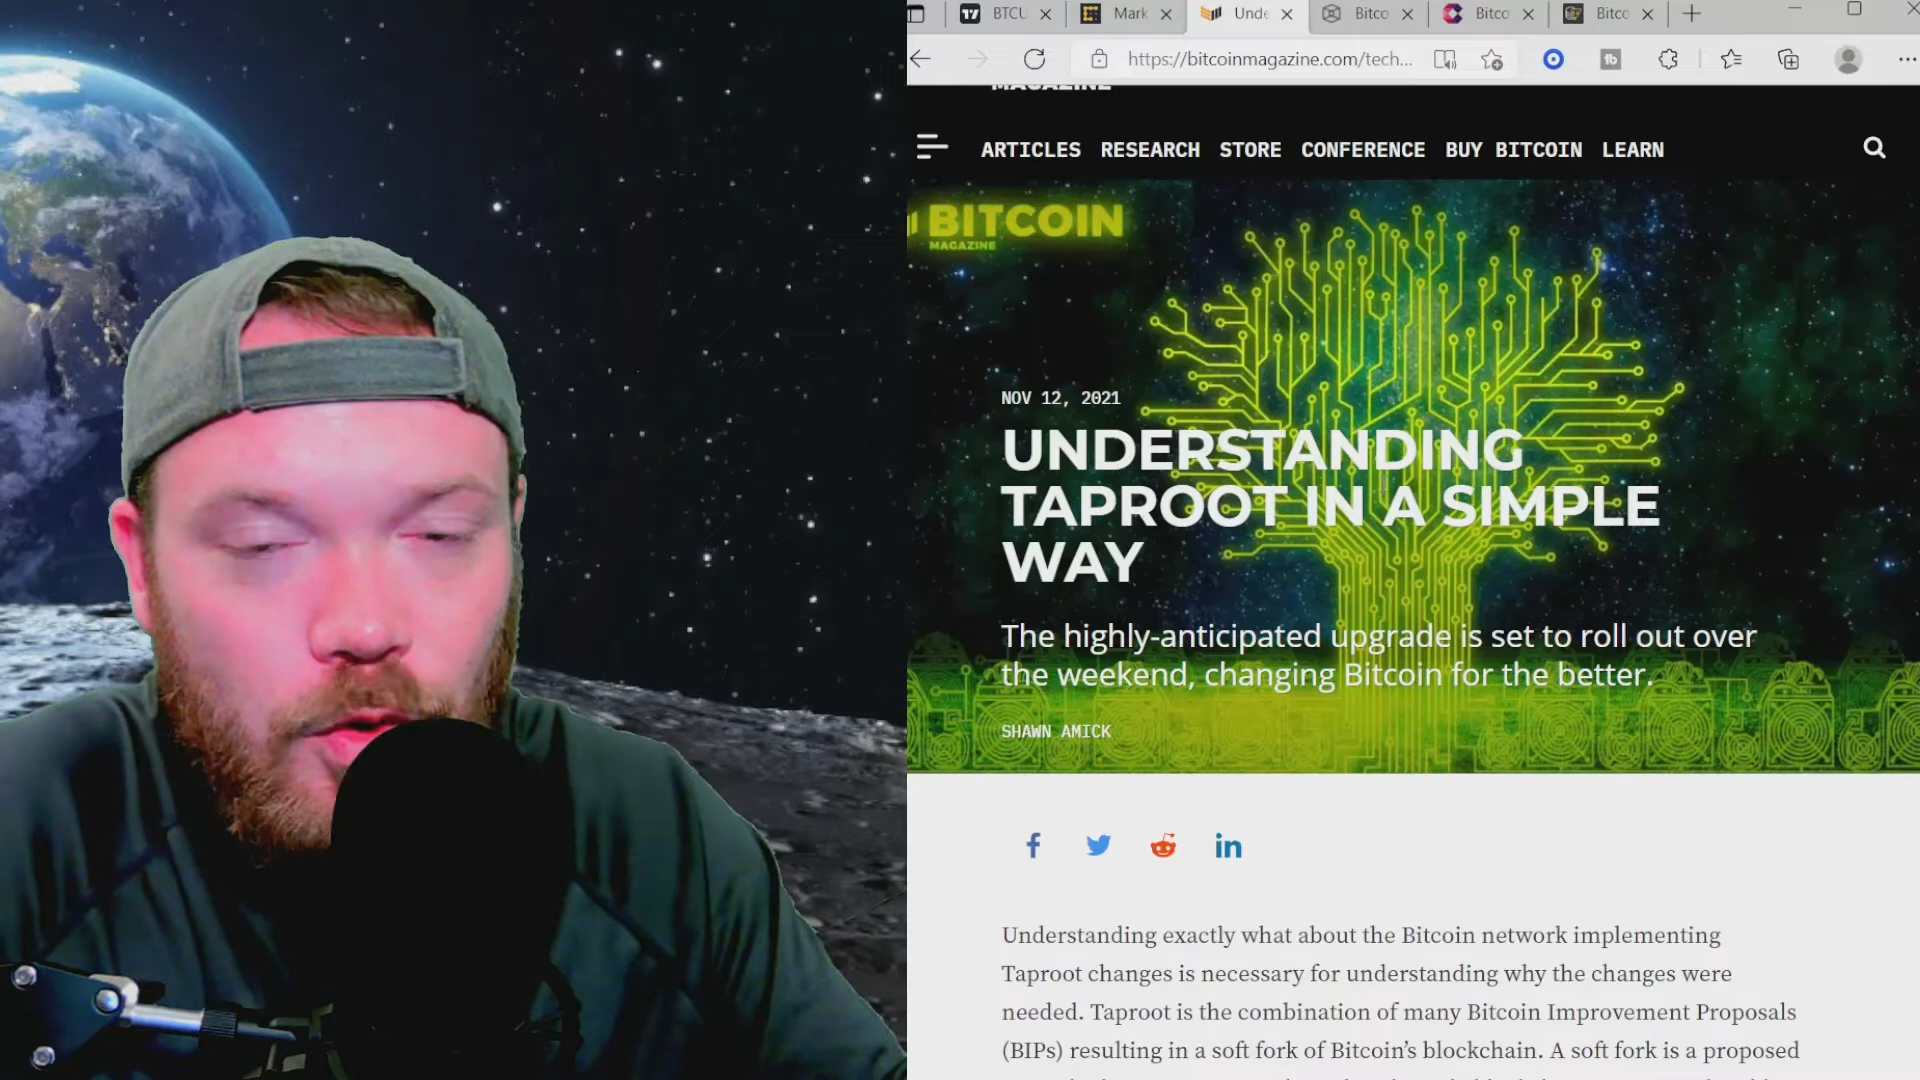 BTCU
Mark
Unde
Bitco
Bitco
Bitco
https://bitcoinmagazine.com/tech...
MAGAZINE
ARTICLES RESEARCH STORE CONFERENCE BUY BITCOIN LEARN
BITCOIN
MAGAZINE
NOV 12, 2021
UNDERSTANDING
TAPROOT IN A SIMPLE
WAY
The highly-anticipated upgrade is set to roll out over
the weekend, changing Bitcoin for the better.
SHAWN AMICK
Understanding exactly what about the Bitcoin network implementing
Taproot changes is necessary for understanding why the changes were
needed. Taproot is the combination of many Bitcoin Improvement Proposals
(BIPs) resulting in a soft fork of Bitcoin’s blockchain. A soft fork is a proposed